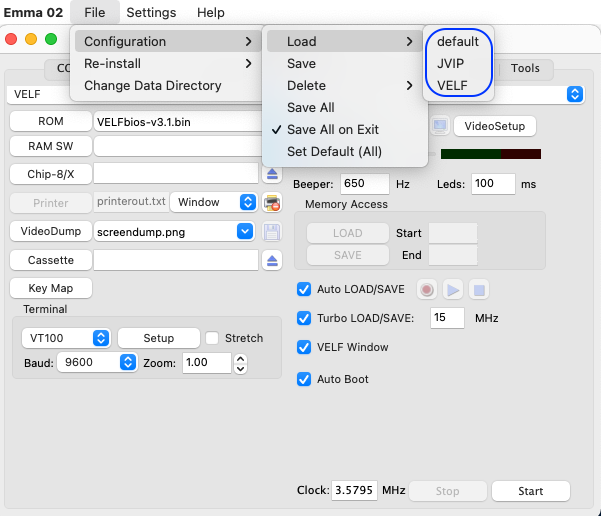 Emma 02 File Settings Help
Configuration Load default
Re-install Save JVIP
Change Data Directory Delete VELF
Save All
Save All on Exit
Set Default (All)
CO Tools
VELF
ROM VELFbios-v3.1.bin VideoSetup
RAM SW
Chip-8/X
Beeper: 650 Hz Leds: 100 ms
Printer printerout.txt Window
Memory Access
VideoDump screendump.png LOAD Start
Cassette SAVE End
Key Map Auto LOAD/SAVE
Terminal
Turbo LOAD/SAVE: 15 MHz
VT100 Setup Stretch
VELF Window
Baud: 9600 Zoom: 1.00
Auto Boot
Clock: 3.5795 MHz Stop Start